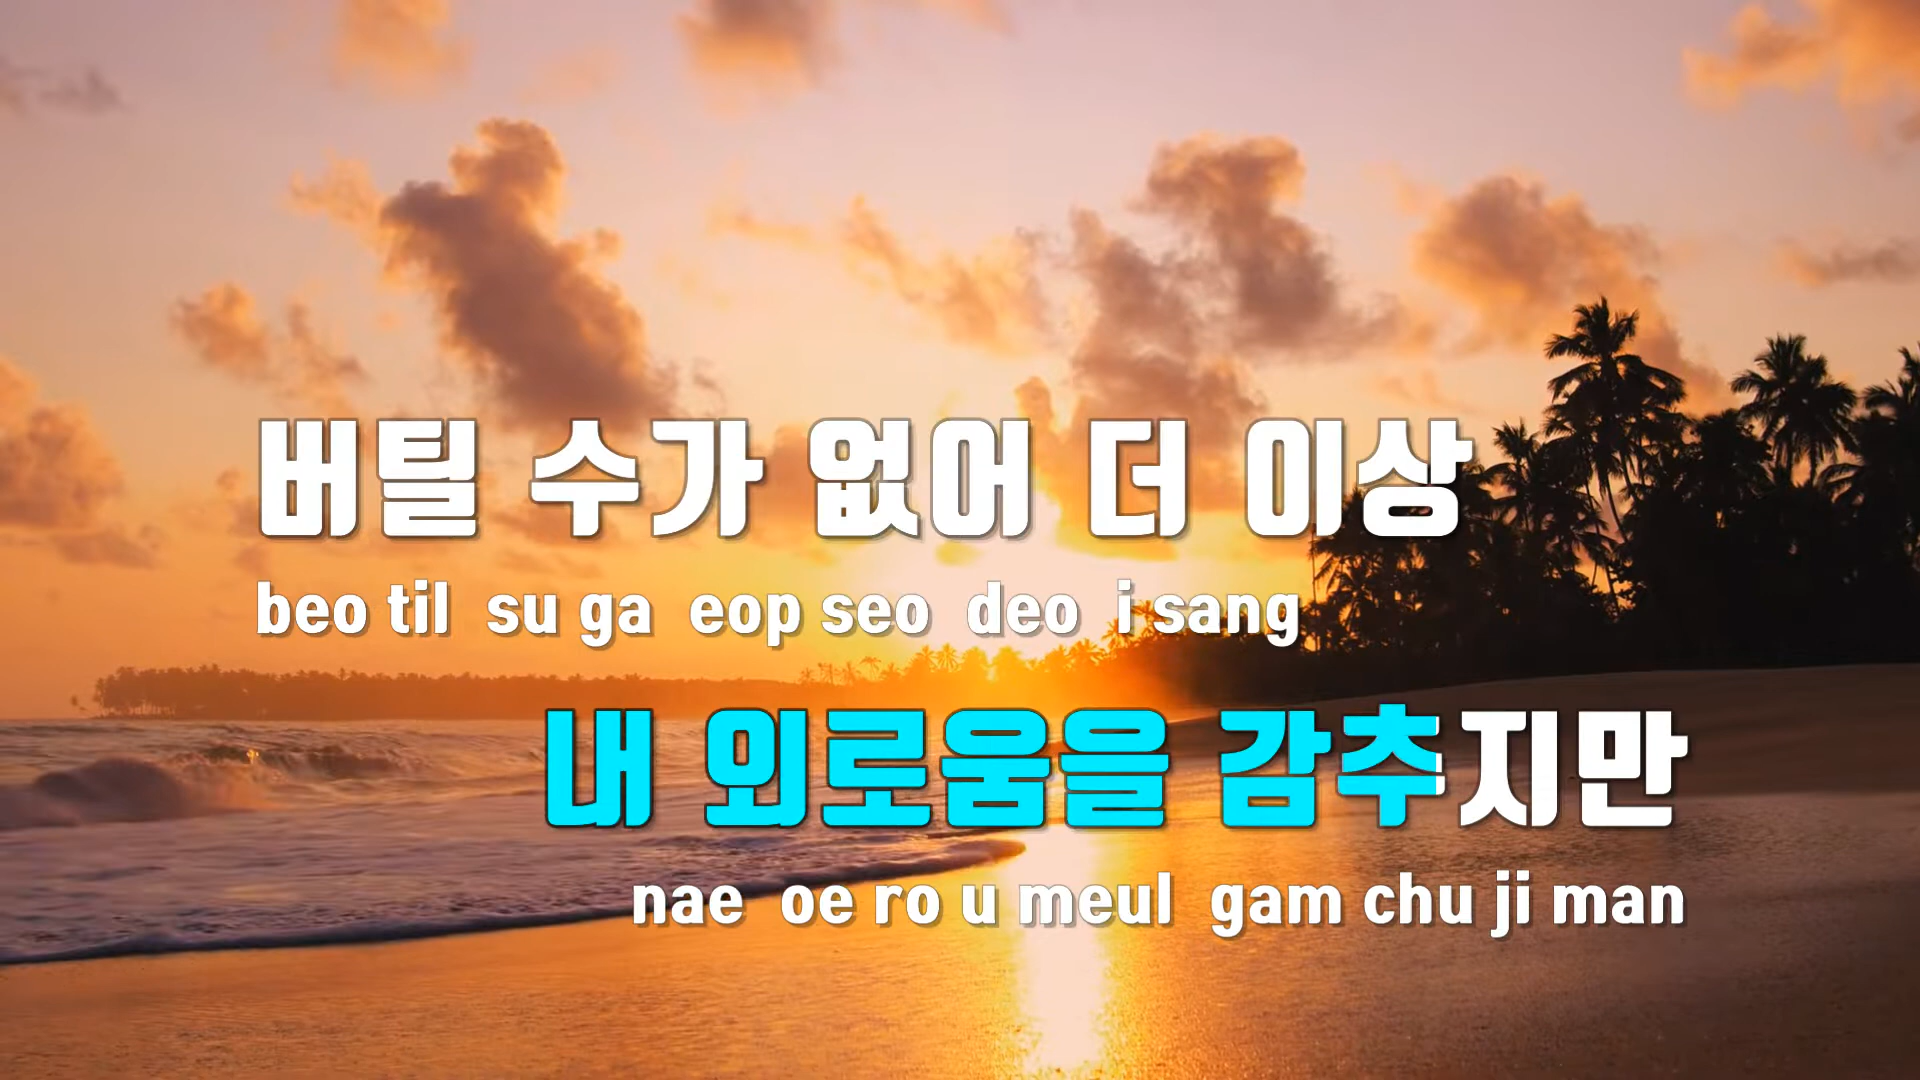 버틸 수가 없어 더 이상
beo til su ga eop seo deo i sang
내 외로움을 감추지만
nae oe ro u meul gam chu ji man